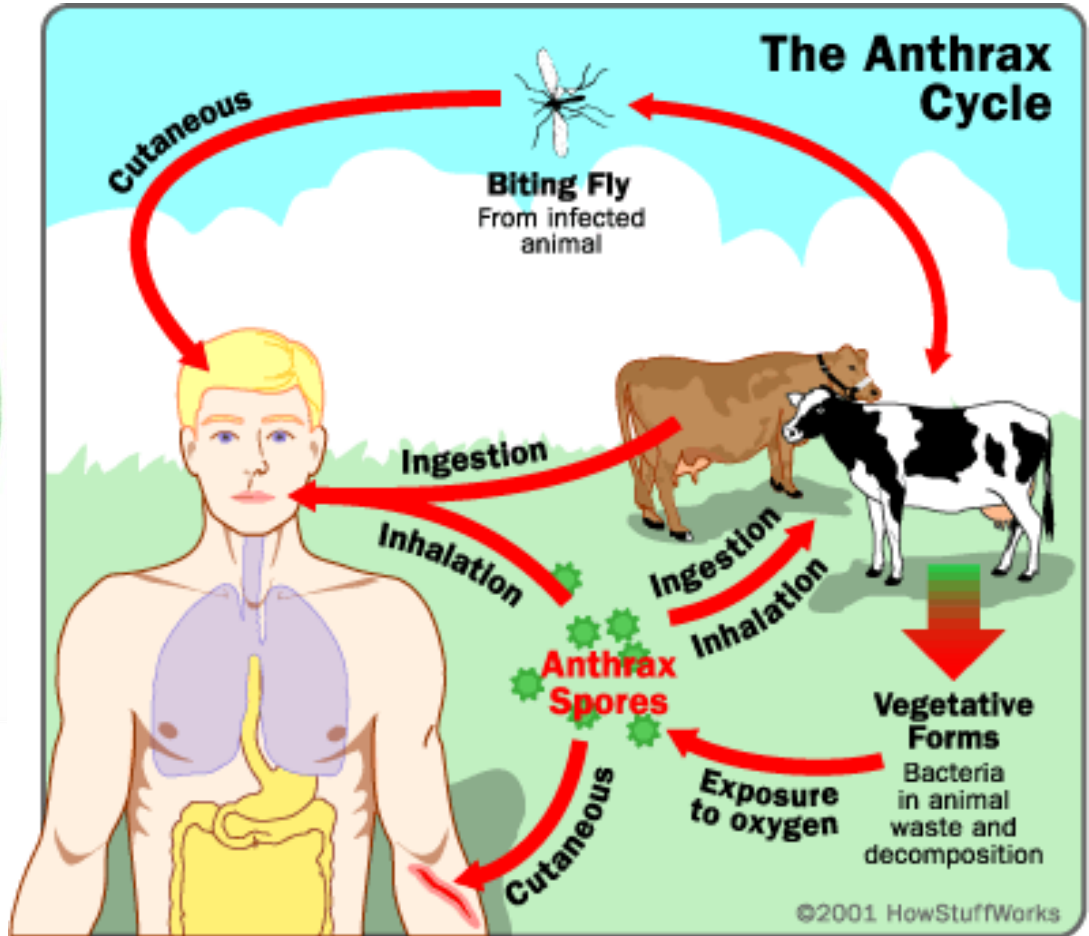 The Anthrax
Cycle
Cutaneous
Biting Fly
From infected
animal
Ingestion
Inhalation
Ingestion
Inhalation
Anthrax
Spores
Vegetative
Forms
Bacteria
in animal
waste and
decomposition
Exposure
to oxygen
Cutaneous
©2001 HowStuffWorks